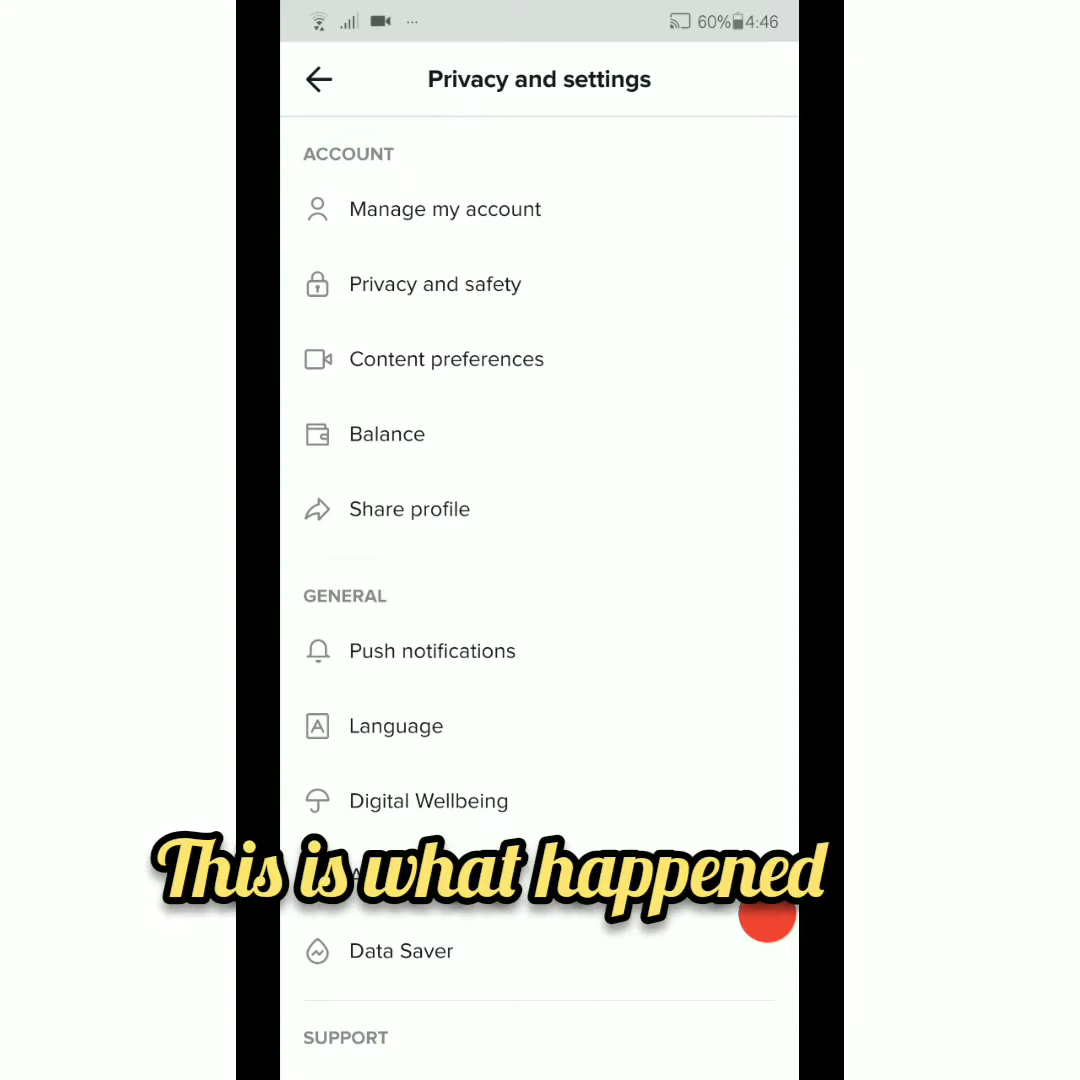 ... 60% 4:46
Privacy and settings
ACCOUNT
Manage my account
Privacy and safety
Content preferences
Balance
Share profile
GENERAL
Push notifications
Language
Digital Wellbeing
This is what happened
Data Saver
SUPPORT